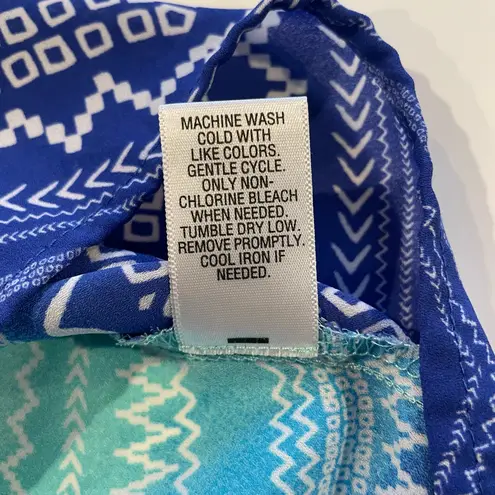 MACHINE WASH
COLD WITH
LIKE COLORS.
GENTLE CYCLE.
ONLY NON-
CHLORINE BLEACH
WHEN NEEDED.
TUMBLE DRY LOW.
REMOVE PROMPTLY.
COOL IRON IF
NEEDED.